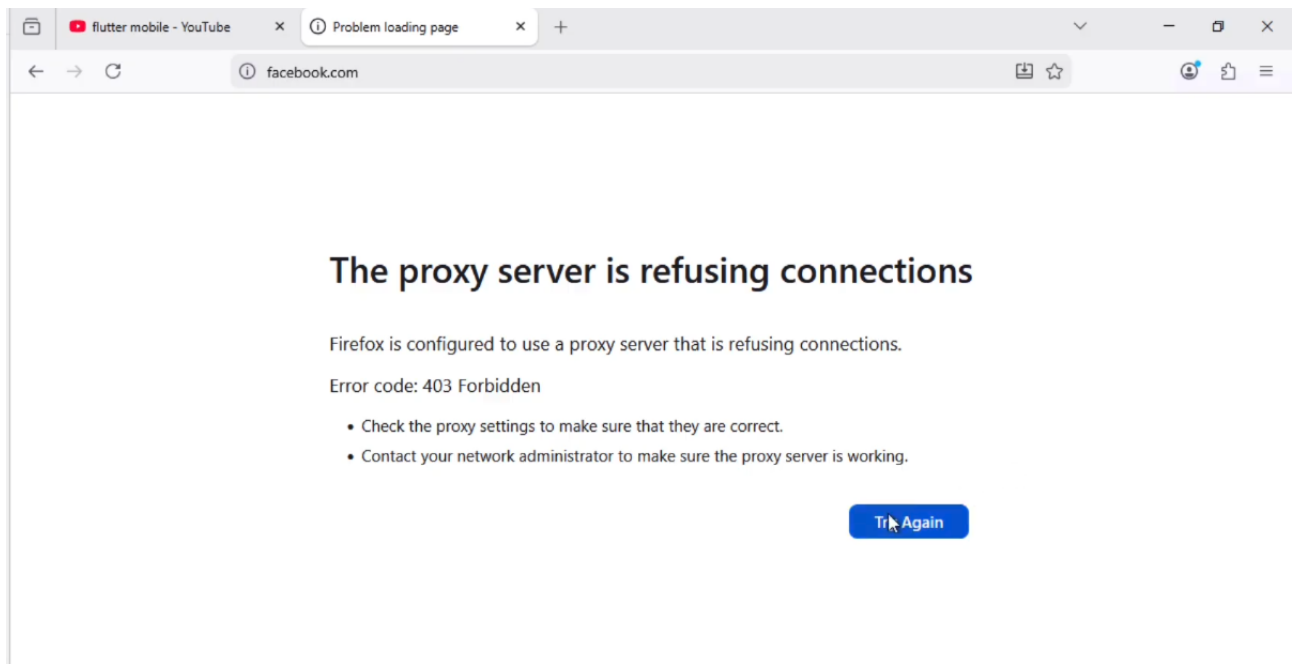 flutter mobile - YouTube
Problem loading page
facebook.com
The proxy server is refusing connections
Firefox is configured to use a proxy server that is refusing connections.
Error code: 403 Forbidden
• Check the proxy settings to make sure that they are correct.
• Contact your network administrator to make sure the proxy server is working.
Try Again